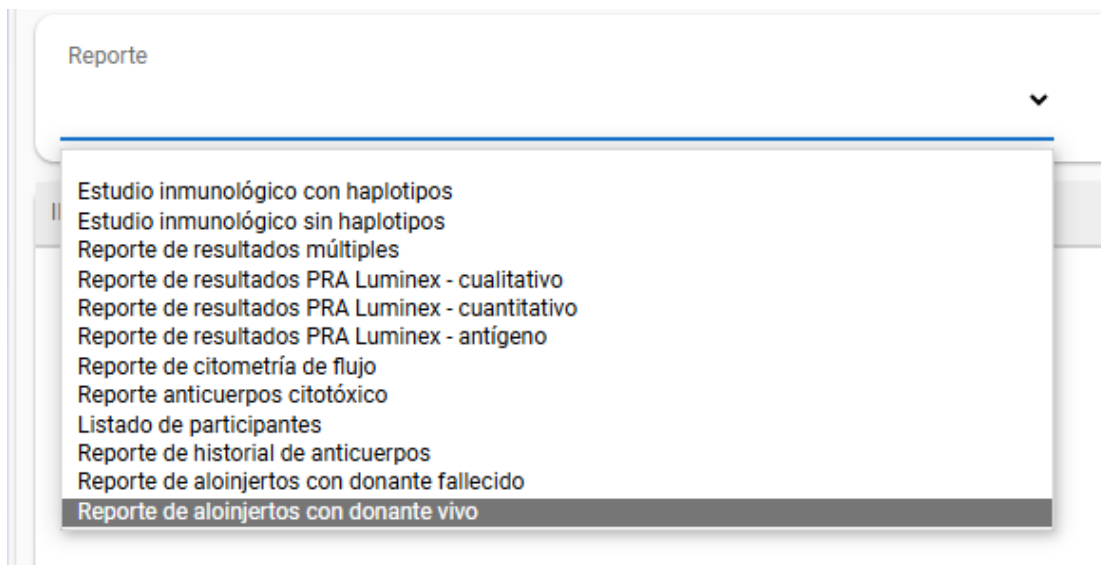 Reporte
Estudio inmunológico con haplotipos
Estudio inmunológico sin haplotipos
Reporte de resultados múltiples
Reporte de resultados PRA Luminex - cualitativo
Reporte de resultados PRA Luminex - cuantitativo
Reporte de resultados PRA Luminex - antígeno
Reporte de citometría de flujo
Reporte anticuerpos citotóxico
Listado de participantes
Reporte de historial de anticuerpos
Reporte de aloinjertos con donante fallecido
Reporte de aloinjertos con donante vivo